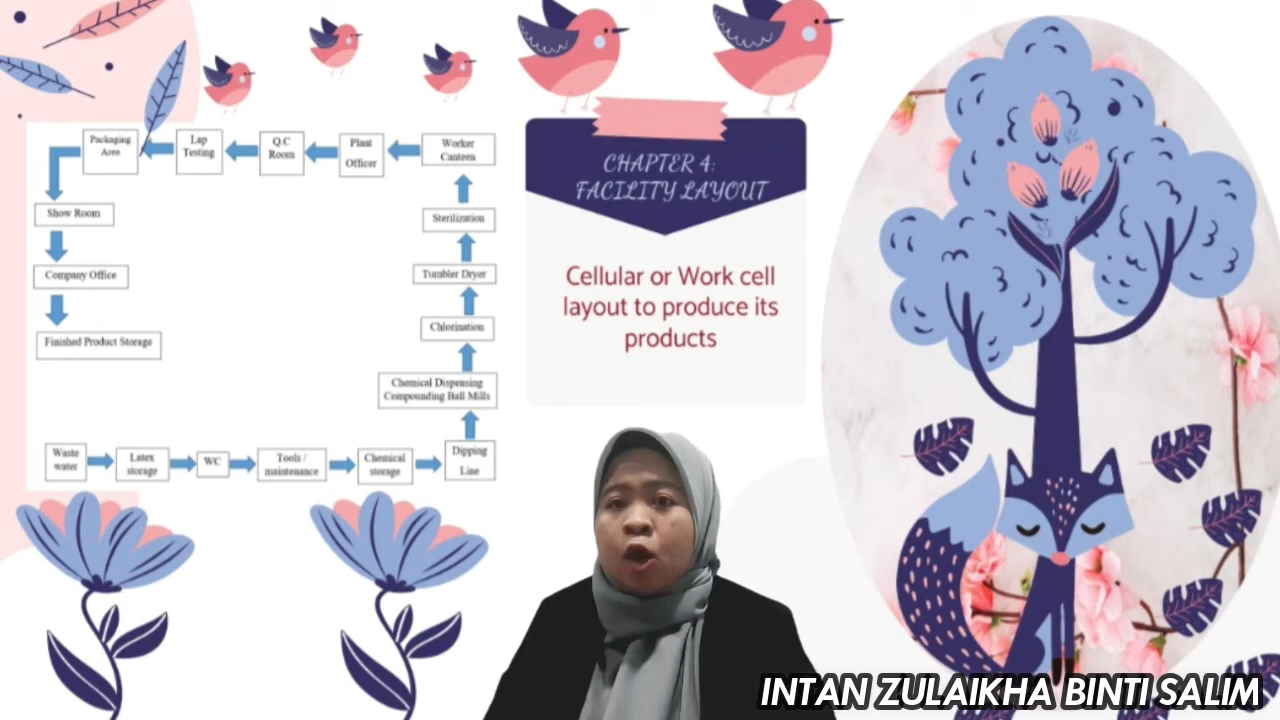 Packaging
Area
Lap
Testing
Q.C
Room
Plant
Officer
Worker
Canteen
Show Room
Company Office
Finished Product Storage
Sterilization
Tumbler Dryer
Chlorination
Chemical Dispensing
Compounding Ball Mills
Waste
water
Latex
storage
WC
Tools /
maintenance
Chemical
storage
Dipping
Line
CHAPTER 4:
FACILITY LAYOUT
Cellular or Work cell
layout to produce its
products
INTAN ZULAIKHA BINTI SALIM